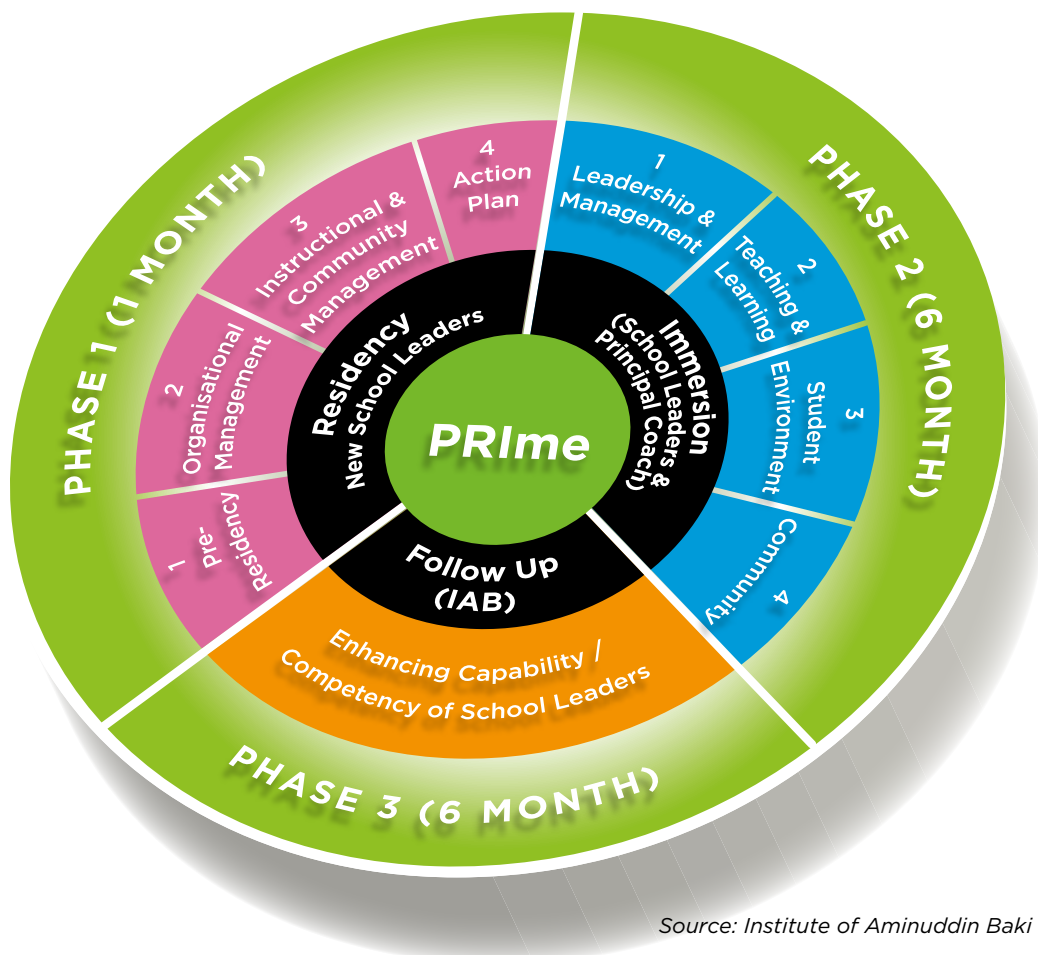 PRIme
PHASE 1 (1 MONTH)
Residency
New School Leaders
1
Pre-
Residency
2
Organisational
Management
3
Instructional &
Community
Management
4
Action
Plan
PHASE 2 (6 MONTH)
Immersion
(School Leaders &
Principal Coach)
1
Leadership &
Management
2
Teaching &
Learning
3
Student
Environment
4
Community
PHASE 3 (6 MONTH)
Follow Up
(IAB)
Enhancing Capability /
Competency of School Leaders
Source: Institute of Aminuddin Baki